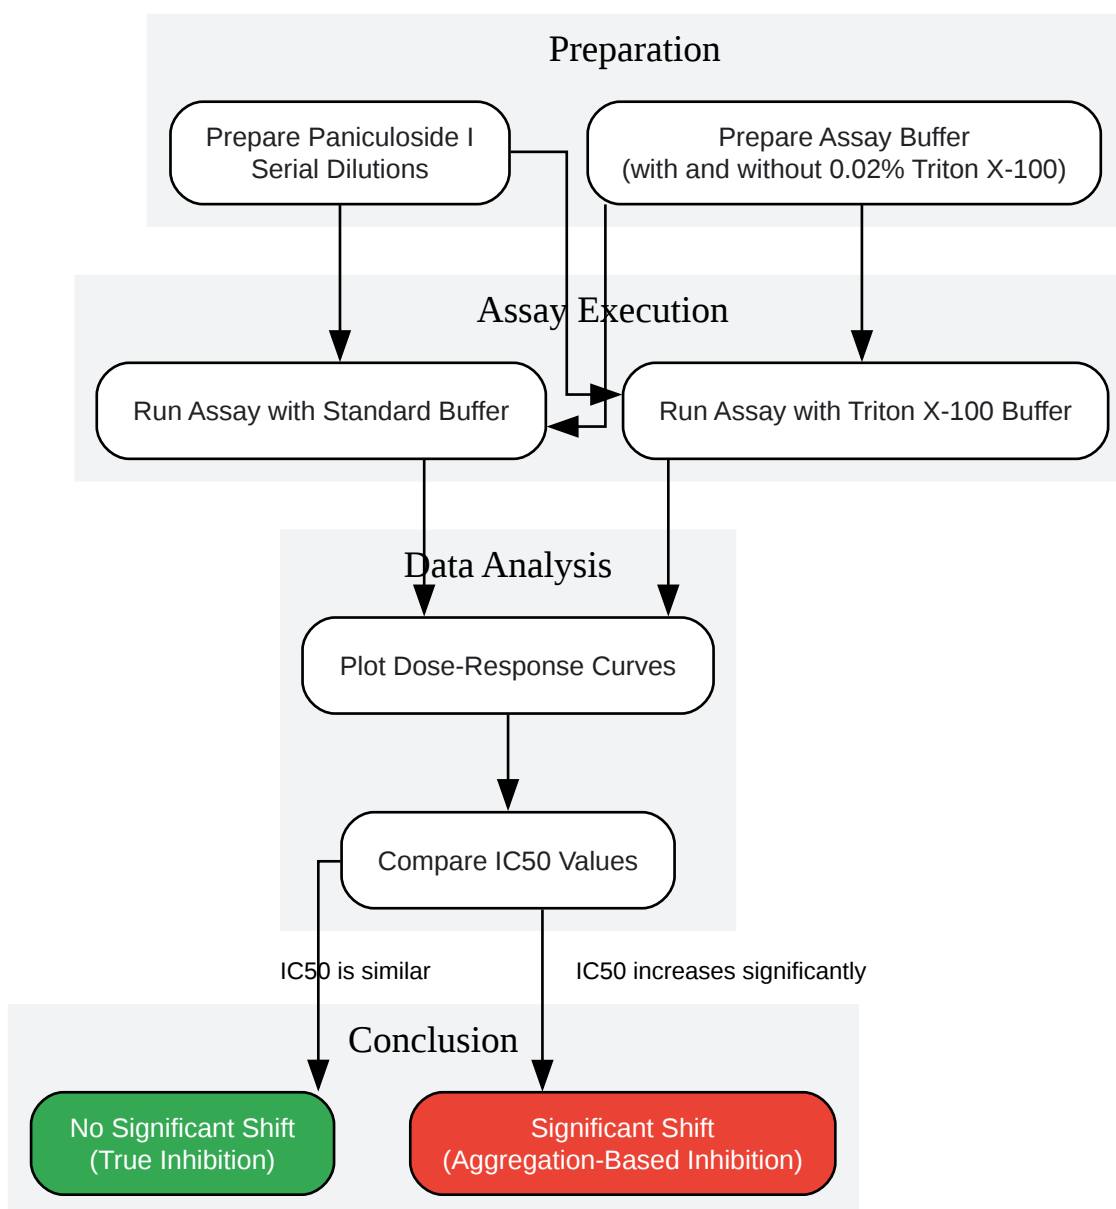 Preparation
Prepare Paniculoside I
Serial Dilutions
Prepare Assay Buffer
(with and without 0.02% Triton X-100)
Assay Execution
Run Assay with Standard Buffer
Run Assay with Triton X-100 Buffer
Data Analysis
Plot Dose-Response Curves
Compare IC50 Values
IC50 is similar
IC50 increases significantly
Conclusion
No Significant Shift
(True Inhibition)
Significant Shift
(Aggregation-Based Inhibition)